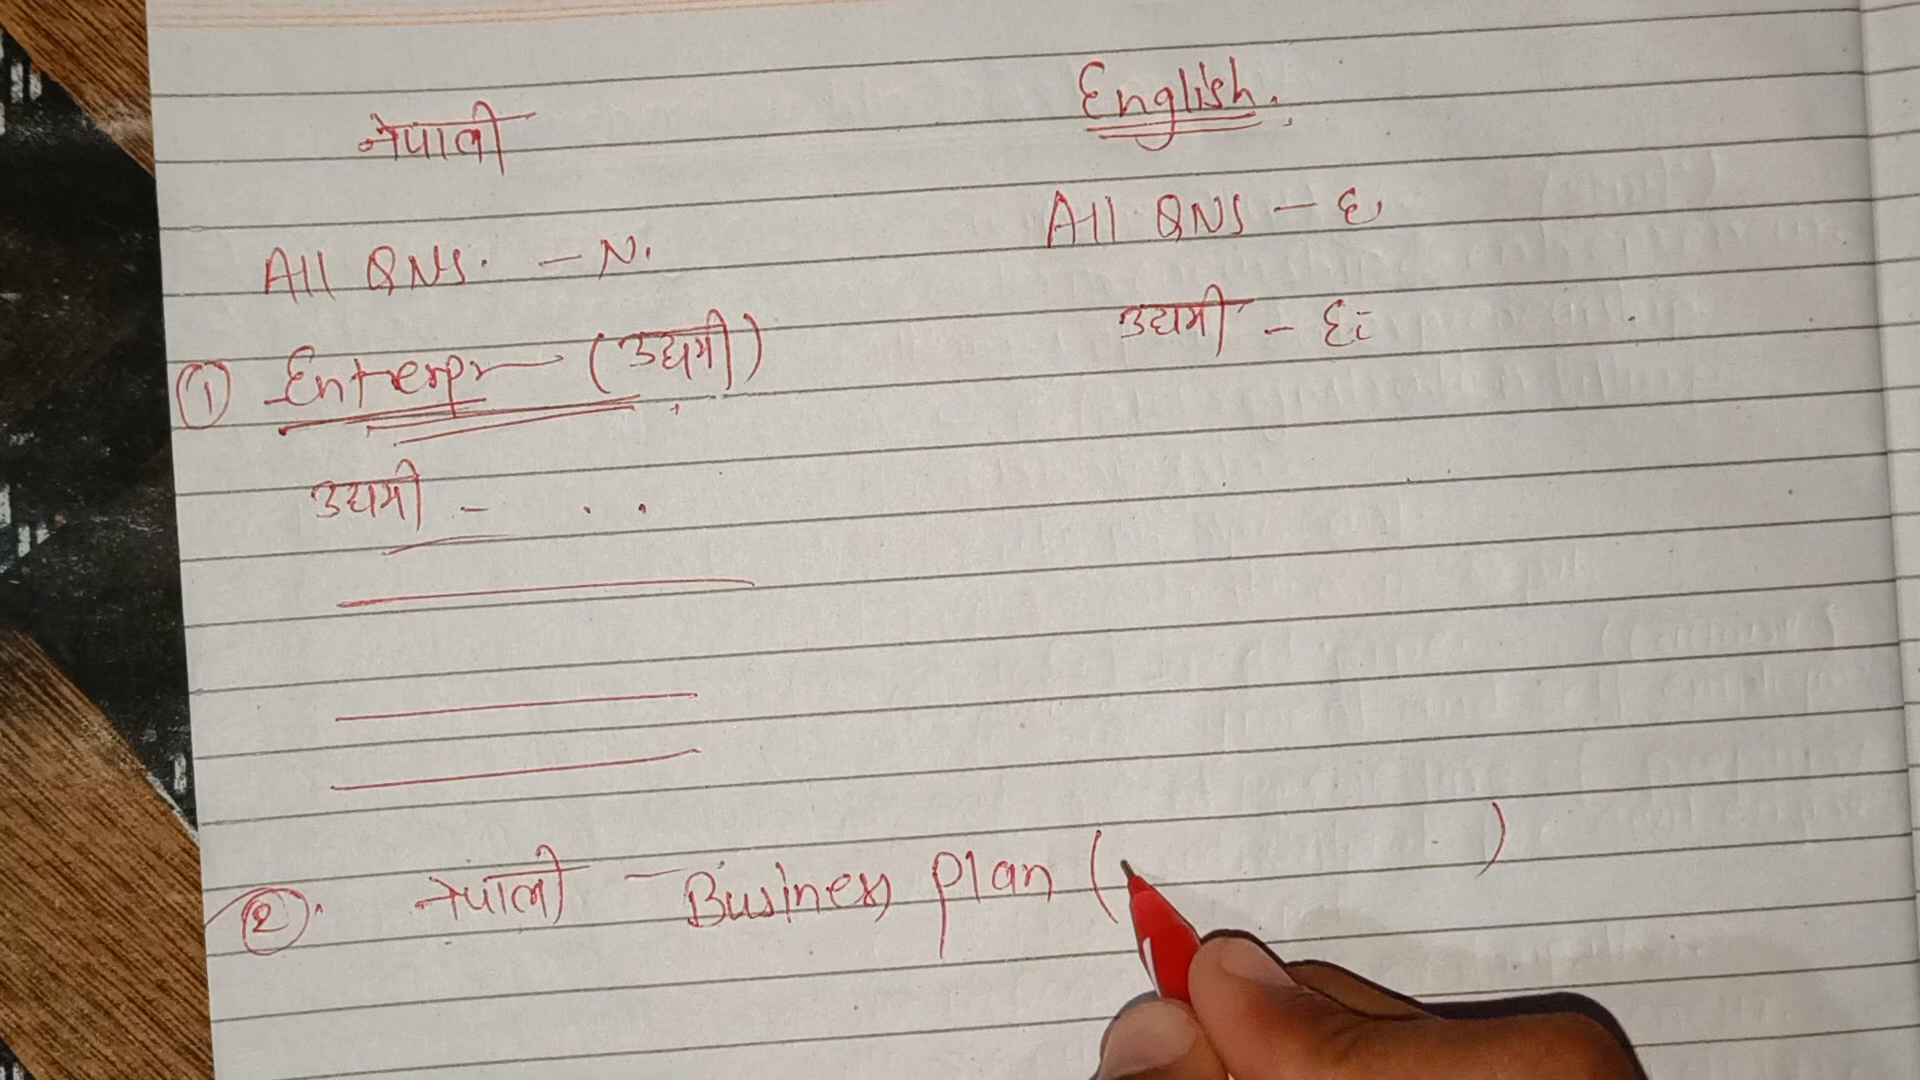 नेपाली
English.
All QNS. - N.
All QNS - E.
① Enterpr (उद्यमी)
उद्यमी - E:
उद्यमी - . .
② नेपाली - Business Plan ( )